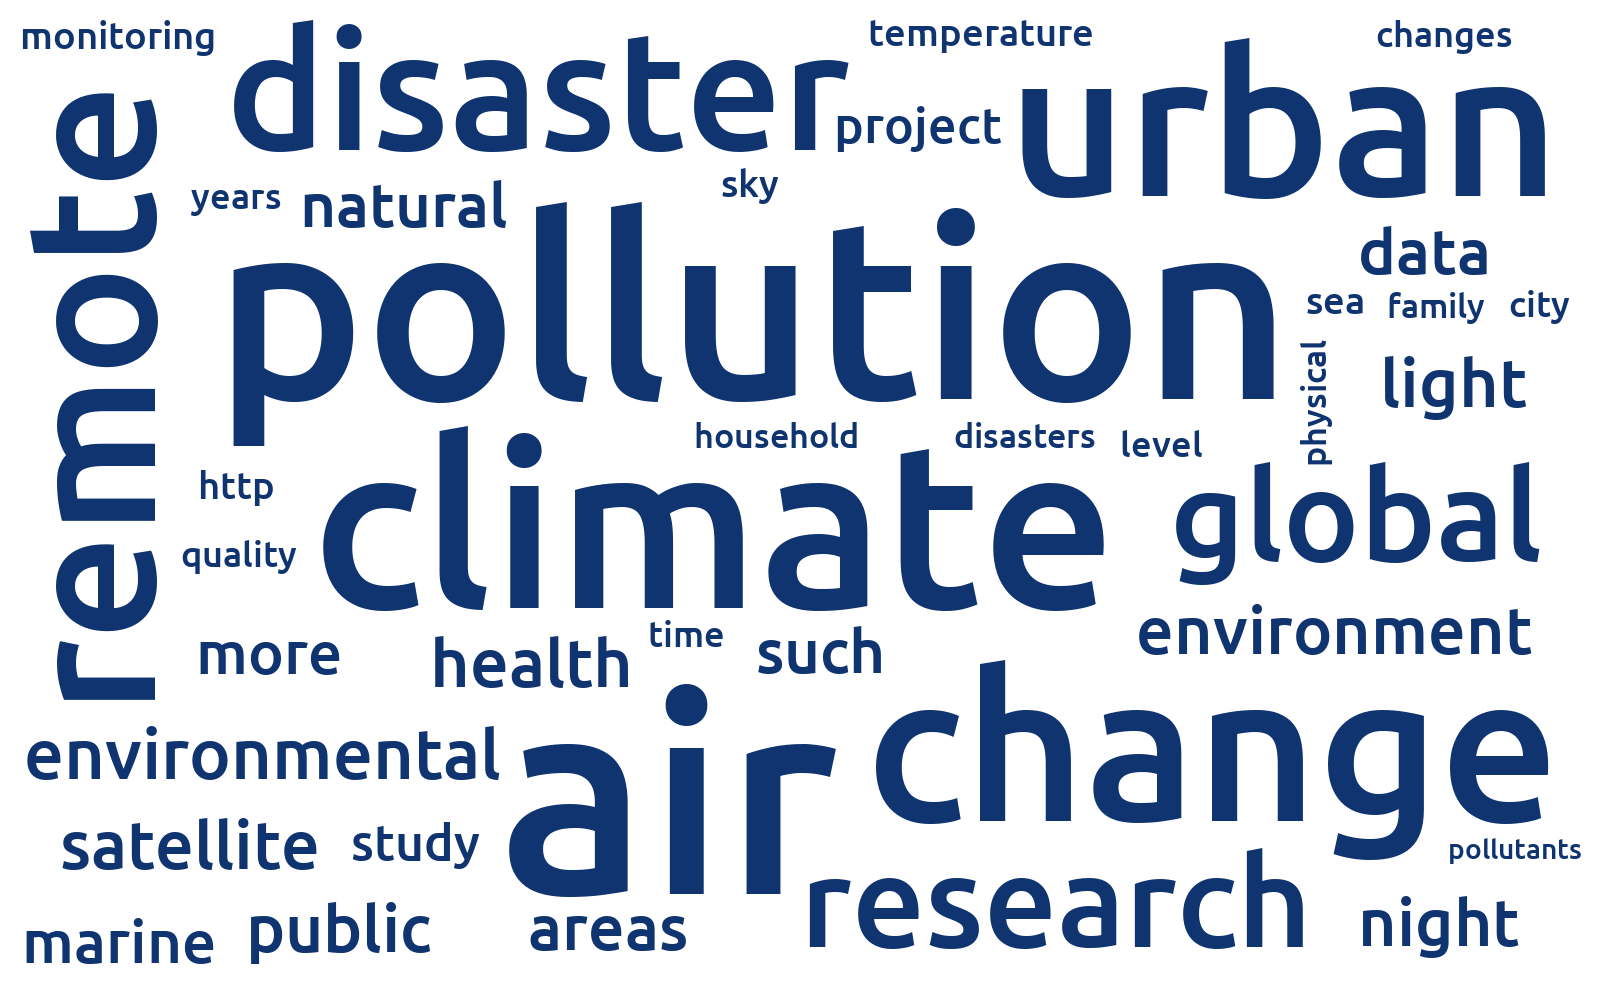 monitoring
disaster
temperature
changes
urban
project
remote
years
natural
sky
pollution
data
sea
family
city
physical
light
household
disasters
level
http
climate
global
quality
more
health
time
such
environment
environmental
air
change
satellite
study
pollutants
marine
public
areas
research
night